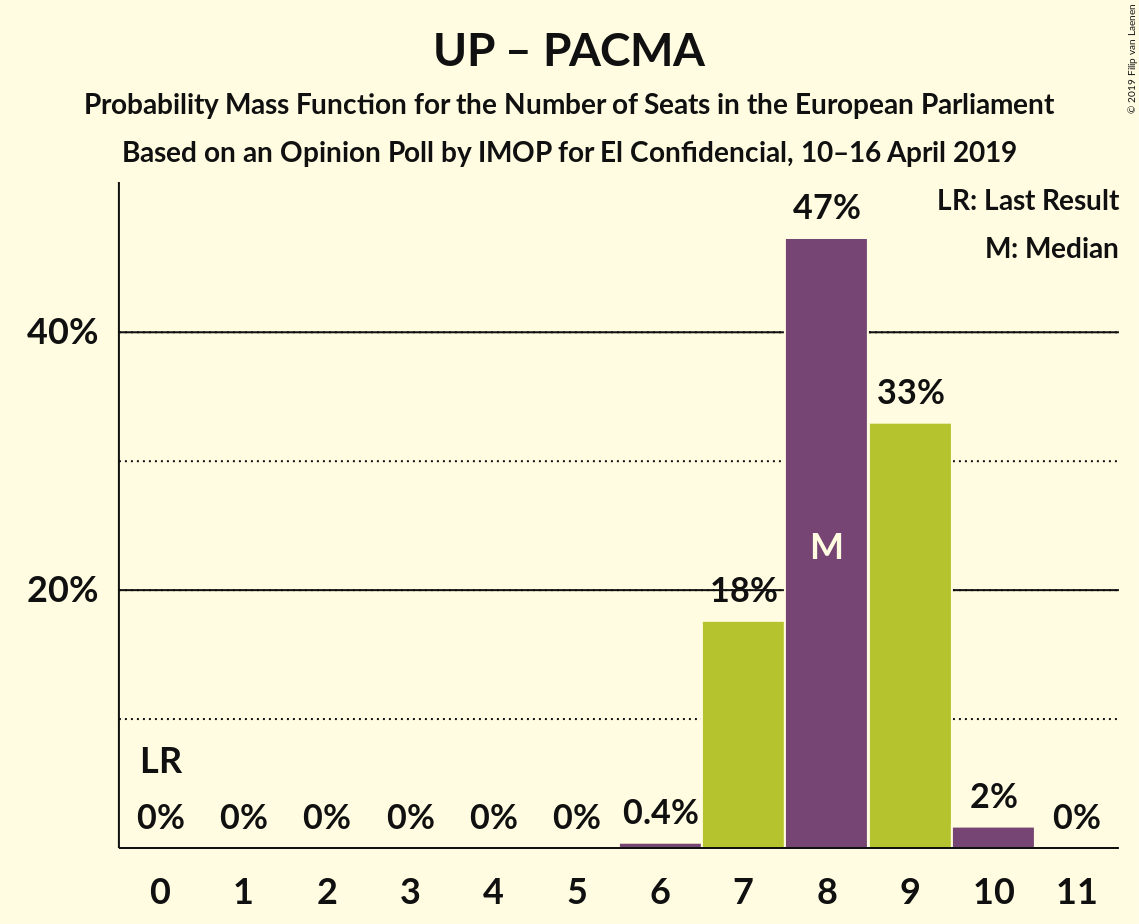 UP – PACMA
Probability Mass Function for the Number of Seats in the European Parliament
Based on an Opinion Poll by IMOP for El Confidencial, 10–16 April 2019
© 2019 Filip van Laenen
LR: Last Result
M: Median
47%
40%
33%
M
20%
18%
LR
0% 0% 0% 0% 0% 0% 0.4% 2% 0%
0 1 2 3 4 5 6 7 8 9 10 11